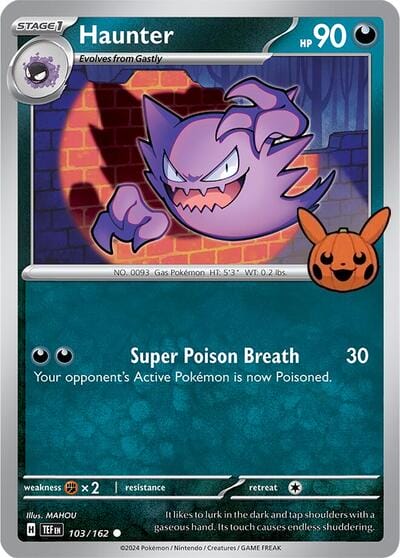 STAGE1
Haunter
HP 90
Evolves from Gastly
NO. 0093 Gas Pokémon HT: 5'3" WT: 0.2 lbs.
Super Poison Breath 30
Your opponent's Active Pokémon is now Poisoned.
weakness ×2 resistance retreat
Illus. MAHOU
H TEF EN 103/162
It likes to lurk in the dark and tap shoulders with a
gaseous hand. Its touch causes endless shuddering.
©2024 Pokémon / Nintendo / Creatures / GAME FREAK